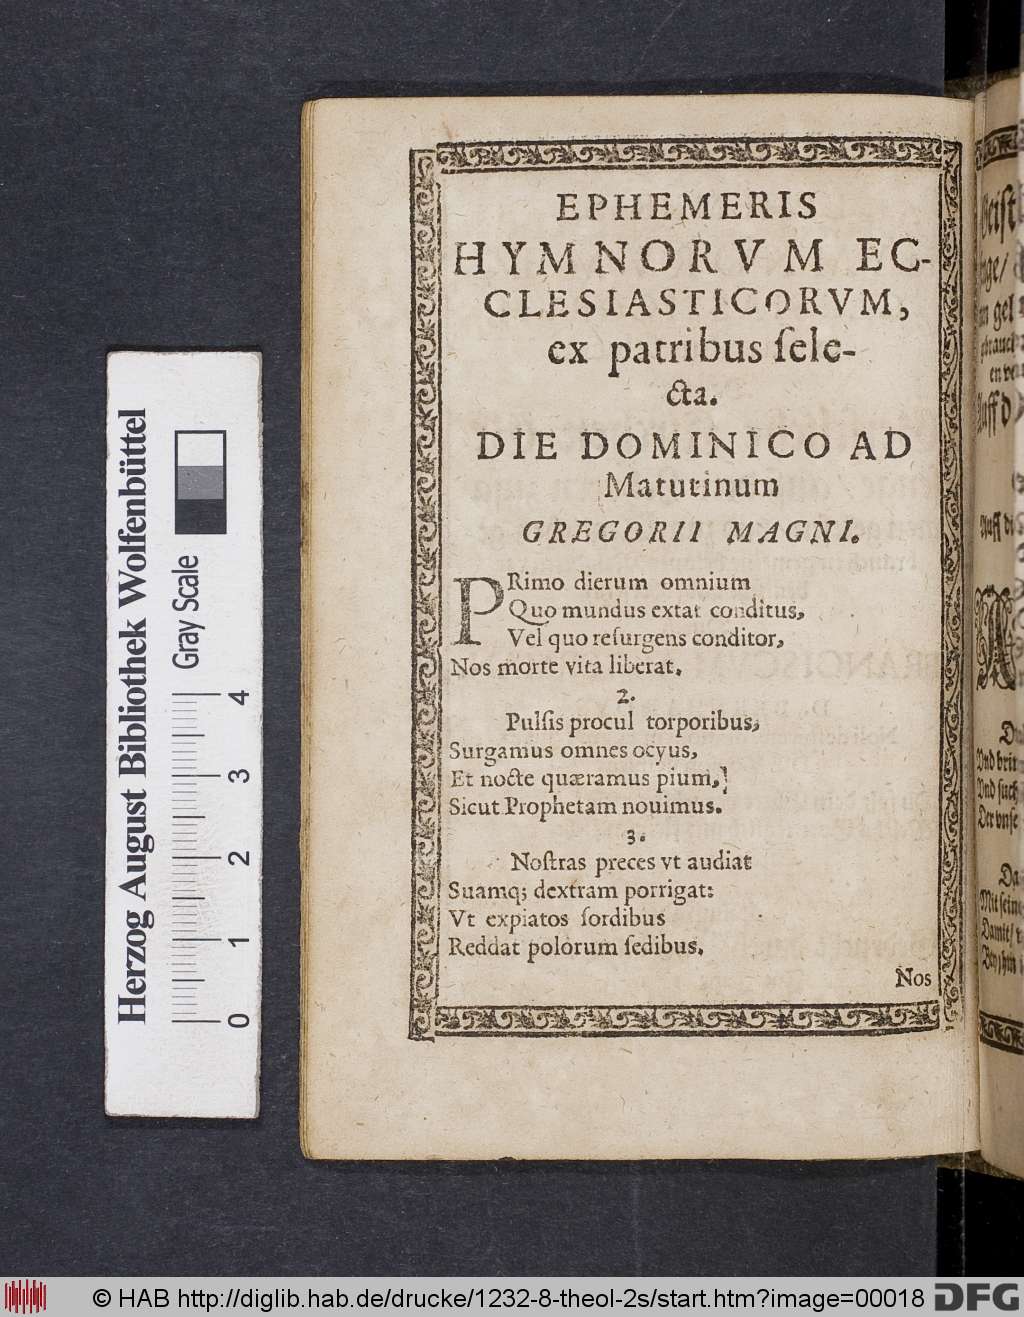 EPHEMERIS
HYMNORVM EC-
CLESIASTICORVM,
ex patribus ſele-
cta.
DIE DOMINICO AD
Matutinum
GREGORII MAGNI.
PRimo dierum omnium
Quo mundus extat conditus,
Vel quo reſurgens conditor,
Nos morte vita liberat.
2.
Pulſis procul torporibus,
Surgamus omnes ocyus,
Et nocte quæramus pium,
Sicut Prophetam nouimus.
3.
Noſtras preces vt audiat
Suamq; dextram porrigat:
Vt expiatos ſordibus
Reddat polorum ſedibus.
Nos
Herzog August Bibliothek Wolfenbüttel
Gray Scale
0 1 2 3 4
© HAB http://diglib.hab.de/drucke/1232-8-theol-2s/start.htm?image=00018
DFG